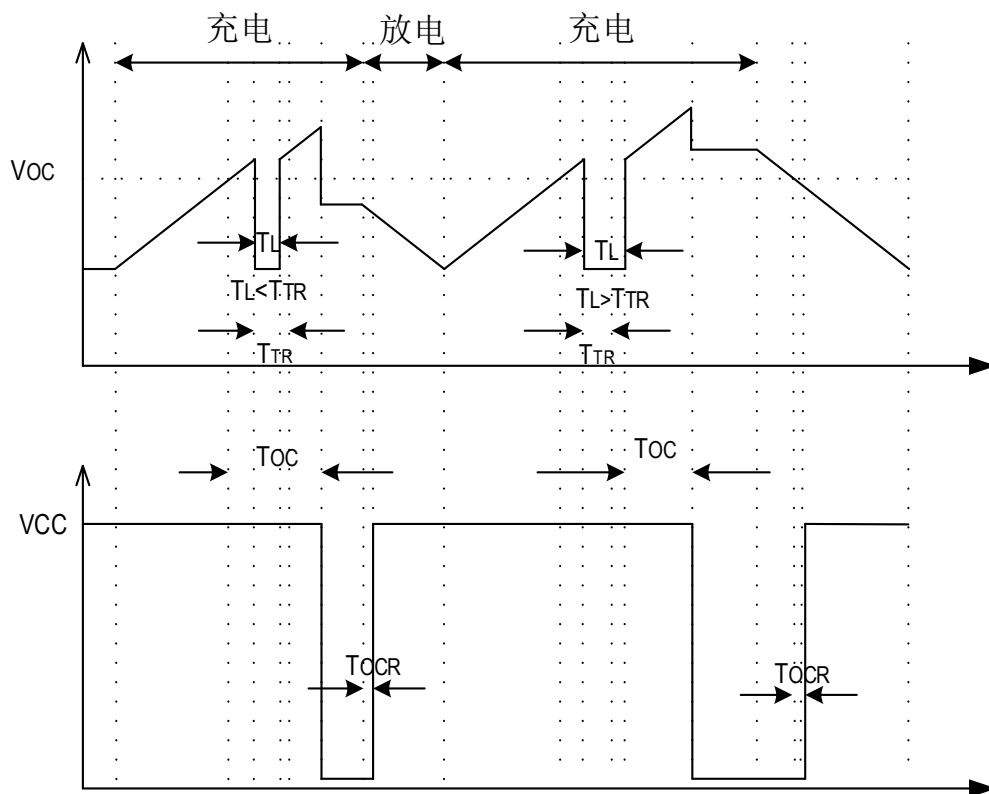 充电
放电
充电
VOC
TL
TL
TL<TTR
TL>TTR
TTR
TTR
TOC
TOC
VCC
TOCR
TOCR